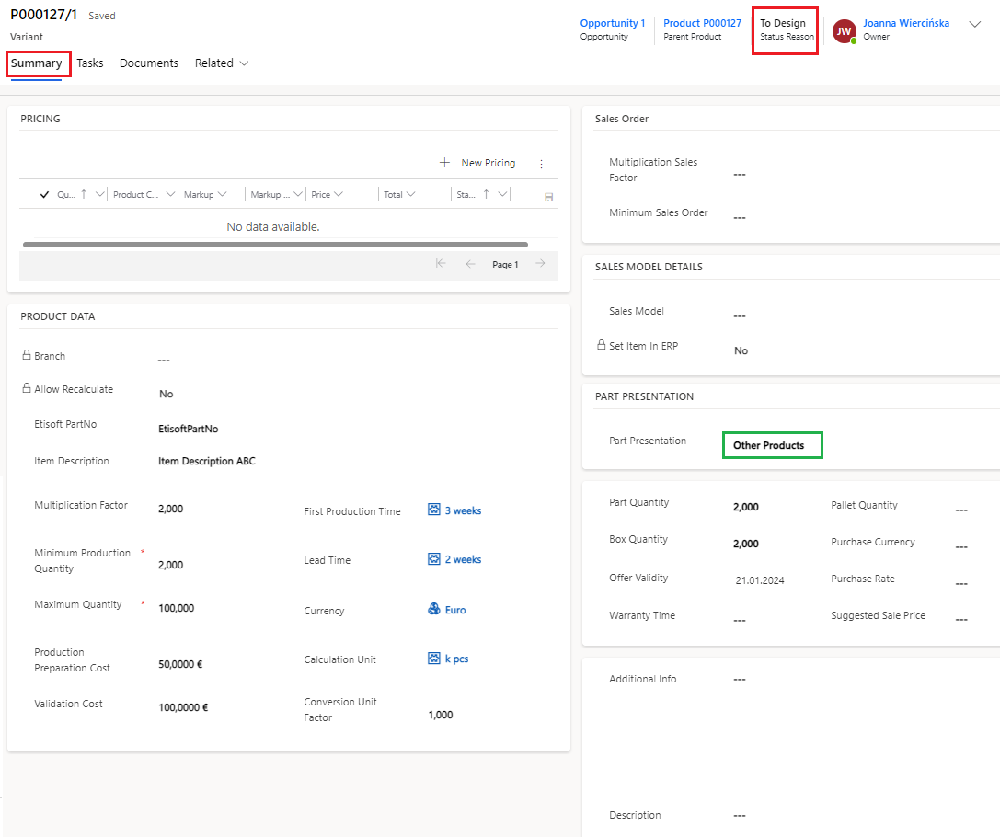 P000127/1 - Saved
Variant
Opportunity 1
Opportunity
Product P000127
Parent Product
To Design
Status Reason
JW
Joanna Wiercińska
Owner
Summary
Tasks
Documents
Related
PRICING
New Pricing
Qu...
Product C...
Markup
Markup ...
Price
Total
Sta...
No data available.
Page 1
PRODUCT DATA
Branch
---
Allow Recalculate
No
Etisoft PartNo
EtisoftPartNo
Item Description
Item Description ABC
Multiplication Factor
2,000
First Production Time
3 weeks
Minimum Production
Quantity
*
2,000
Lead Time
2 weeks
Maximum Quantity
*
100,000
Currency
Euro
Production
Preparation Cost
50,0000 €
Calculation Unit
k pcs
Validation Cost
100,0000 €
Conversion Unit
Factor
1,000
Sales Order
Multiplication Sales
Factor
---
Minimum Sales Order
---
SALES MODEL DETAILS
Sales Model
---
Set Item In ERP
No
PART PRESENTATION
Part Presentation
Other Products
Part Quantity
2,000
Pallet Quantity
---
Box Quantity
2,000
Purchase Currency
---
Offer Validity
21.01.2024
Purchase Rate
---
Warranty Time
---
Suggested Sale Price
---
Additional Info
---
Description
---